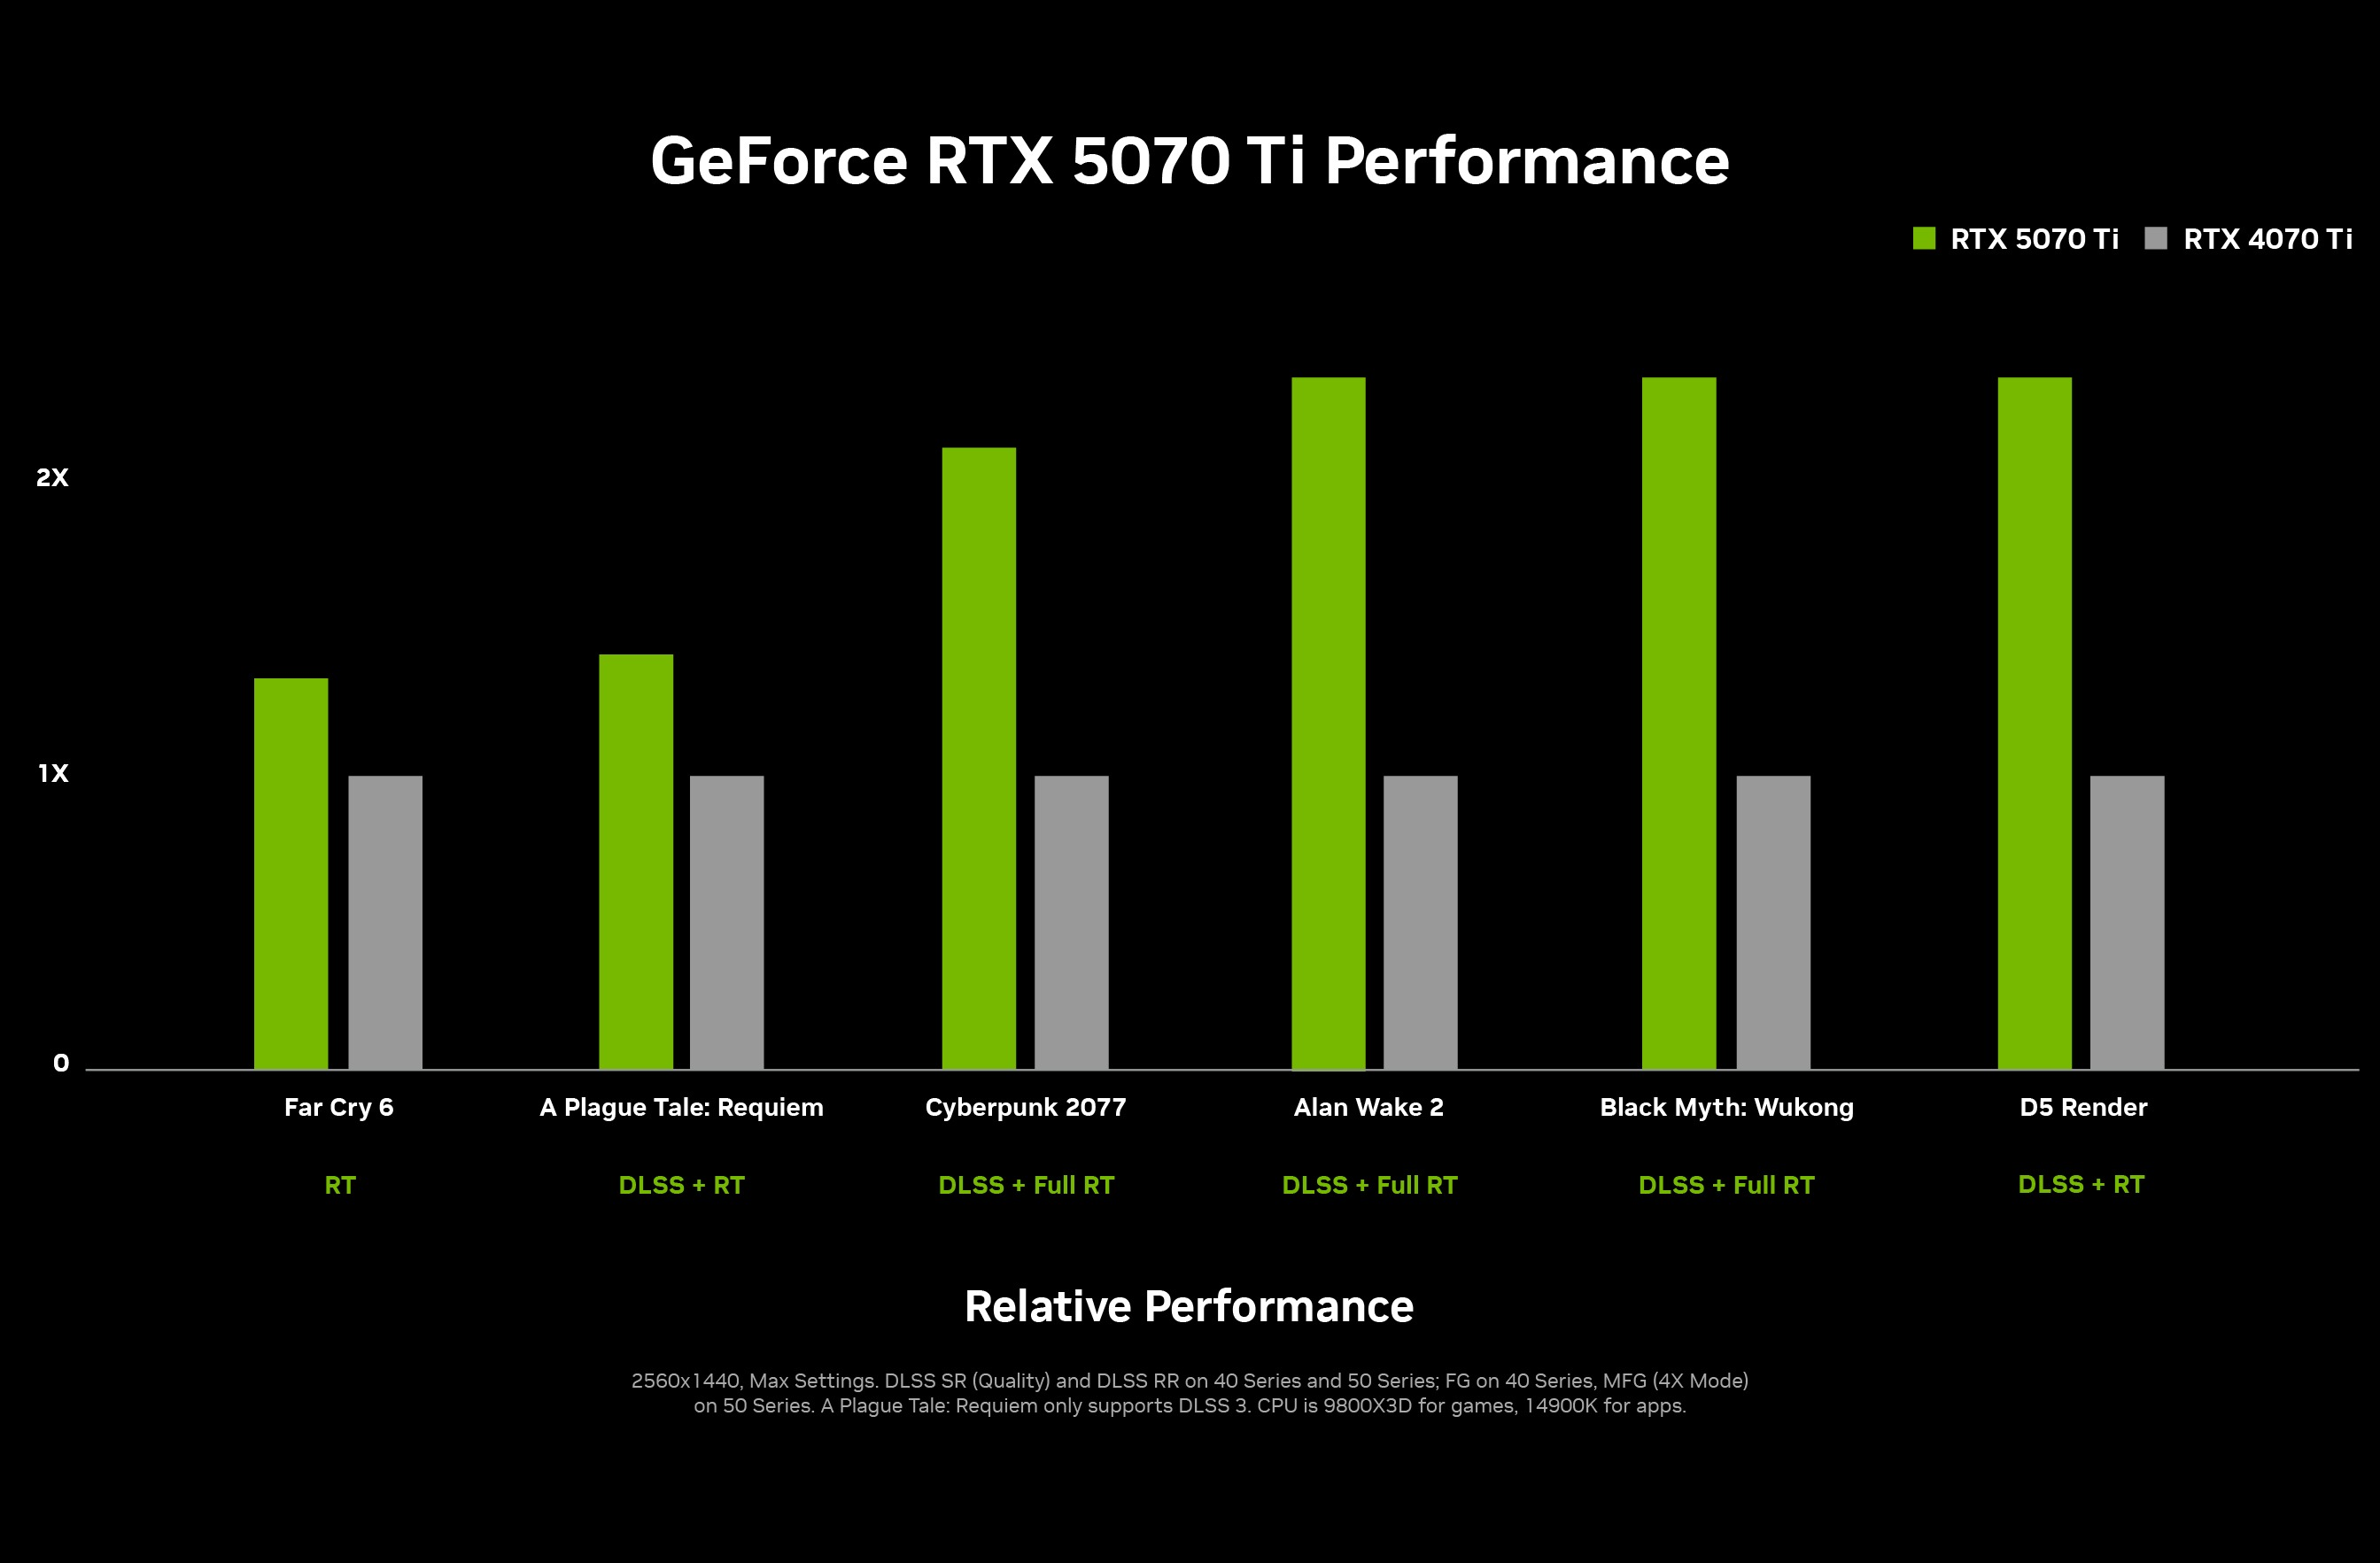 GeForce RTX 5070 Ti Performance
RTX 5070 Ti RTX 4070 Ti
2X
1X
0
Far Cry 6 A Plague Tale: Requiem Cyberpunk 2077 Alan Wake 2 Black Myth: Wukong D5 Render
RT DLSS + RT DLSS + Full RT DLSS + Full RT DLSS + Full RT DLSS + RT
Relative Performance
2560x1440, Max Settings. DLSS SR (Quality) and DLSS RR on 40 Series and 50 Series; FG on 40 Series, MFG (4X Mode)
on 50 Series. A Plague Tale: Requiem only supports DLSS 3. CPU is 9800X3D for games, 14900K for apps.